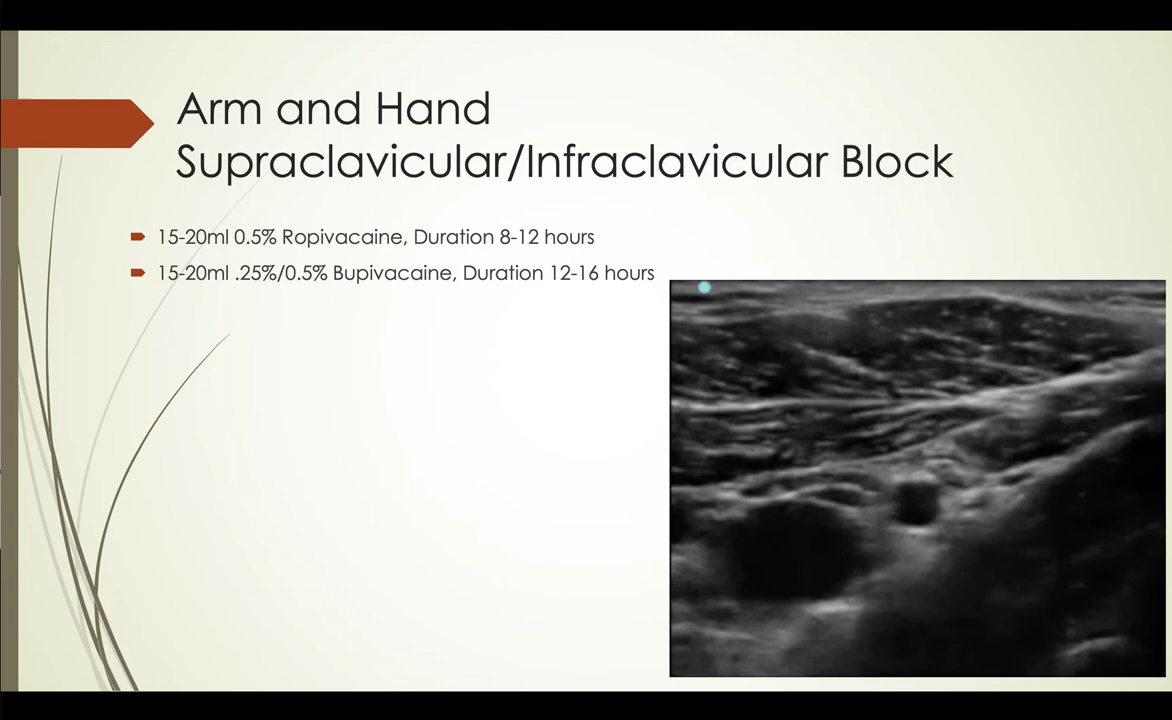 Arm and Hand
Supraclavicular/Infraclavicular Block
15-20ml 0.5% Ropivacaine, Duration 8-12 hours
15-20ml .25%/0.5% Bupivacaine, Duration 12-16 hours